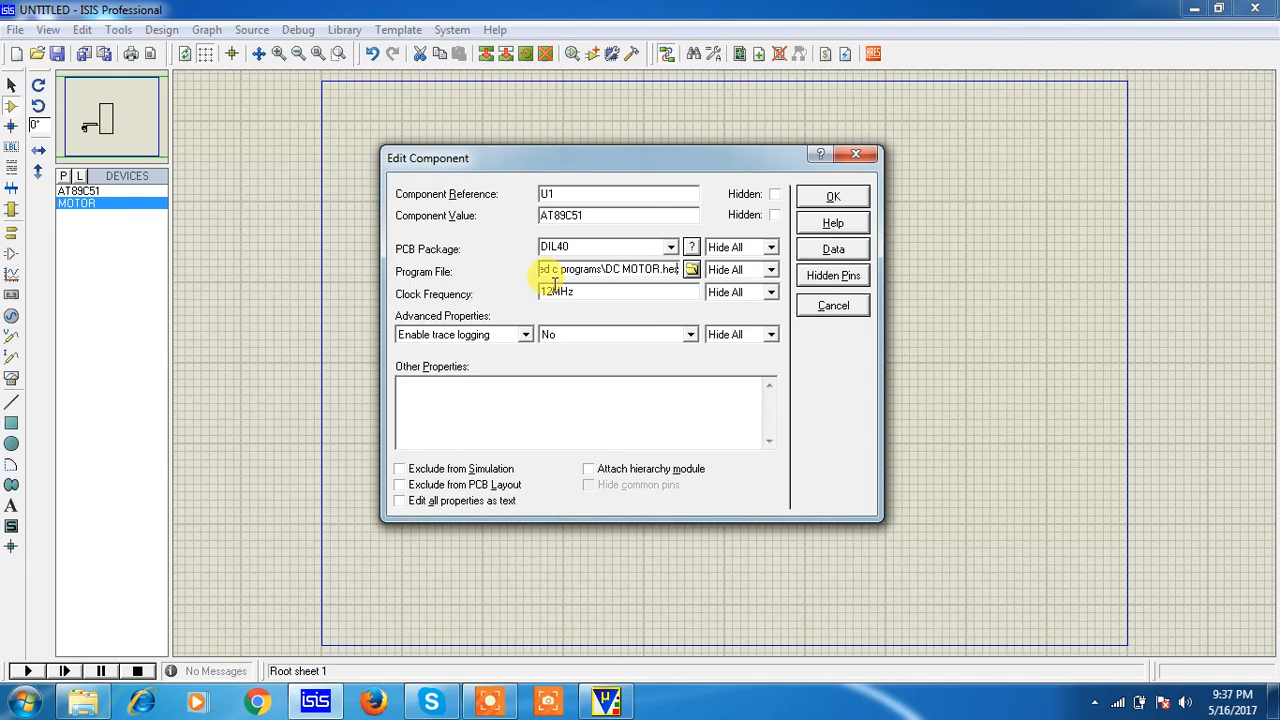 UNTITLED - ISIS Professional
File View Edit Tools Design Graph Source Debug Library Template System Help
ARES
0°
LBL
P L DEVICES
AT89C51
MOTOR
Edit Component
Component Reference: U1 Hidden: OK
Component Value: AT89C51 Hidden: Help
PCB Package: DIL40 ? Hide All Data
Program File: ed c programs\DC MOTOR.hex Hide All Hidden Pins
Clock Frequency: 12MHz Hide All Cancel
Advanced Properties:
Enable trace logging No Hide All
Other Properties:
Exclude from Simulation Attach hierarchy module
Exclude from PCB Layout Hide common pins
Edit all properties as text
No Messages Root sheet 1
isis
9:37 PM
5/16/2017